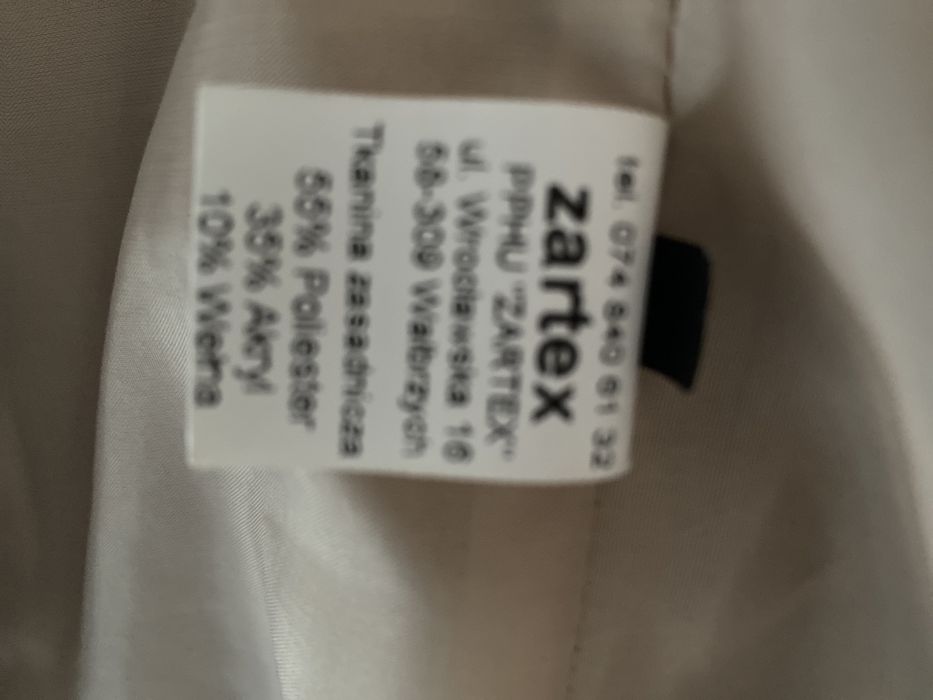 tel. 074 840 61 32
zartex
PPHU "ZARTEX"
ul. Wrocławska 16
58-309 Wałbrzych
Tkanina zasadnicza
55% Poliester
35% Akryl
10% Wełna